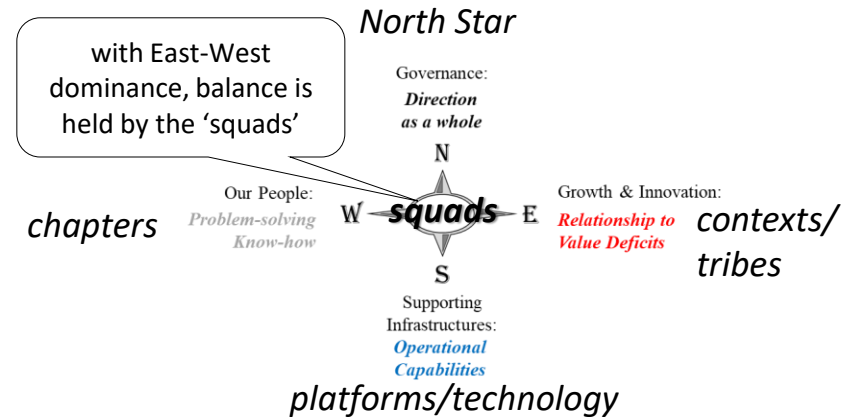 North Star
with East-West
dominance, balance is
held by the ‘squads’
Governance:
Direction
as a whole
N
chapters
Our People:
Problem-solving
Know-how
W
squads
E
Growth & Innovation:
Relationship to
Value Deficits
contexts/
tribes
S
Supporting
Infrastructures:
Operational
Capabilities
platforms/technology